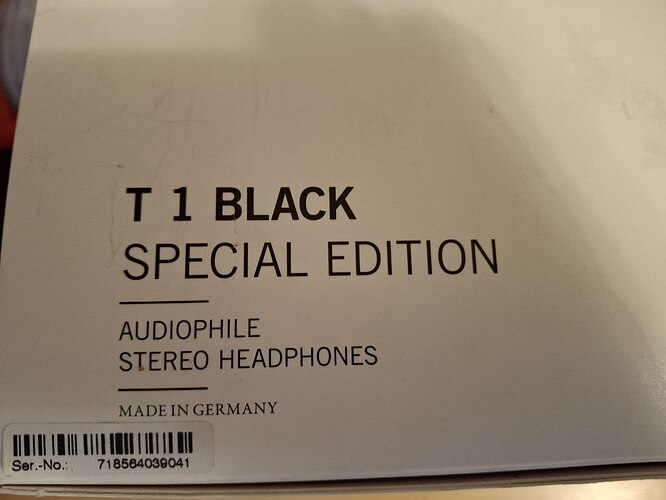 T 1 BLACK
SPECIAL EDITION
AUDIOPHILE
STEREO HEADPHONES
MADE IN GERMANY
Ser.-No.: 718564039041